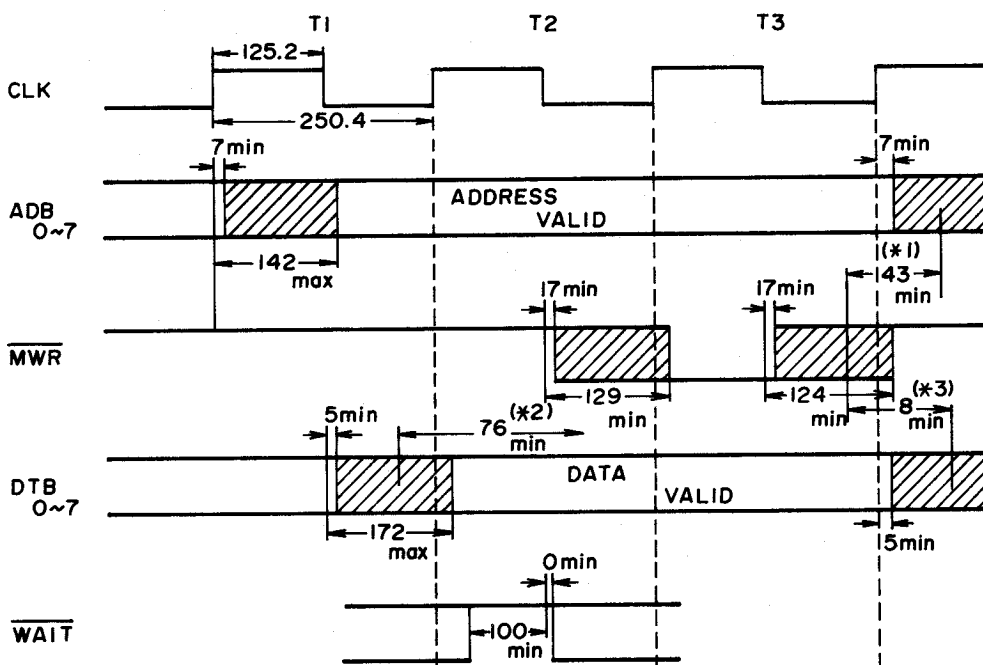 T1 T2 T3
125.2
CLK
250.4
7min 7min
ADB
0~7
ADDRESS
VALID
142
max
(*1)
43
min
17min 17min
MWR
129
min
124
min
(*3)
8
min
5min
(*2)
76
min
DTB
0~7
DATA
VALID
172
max
5min
0min
WAIT
100
min